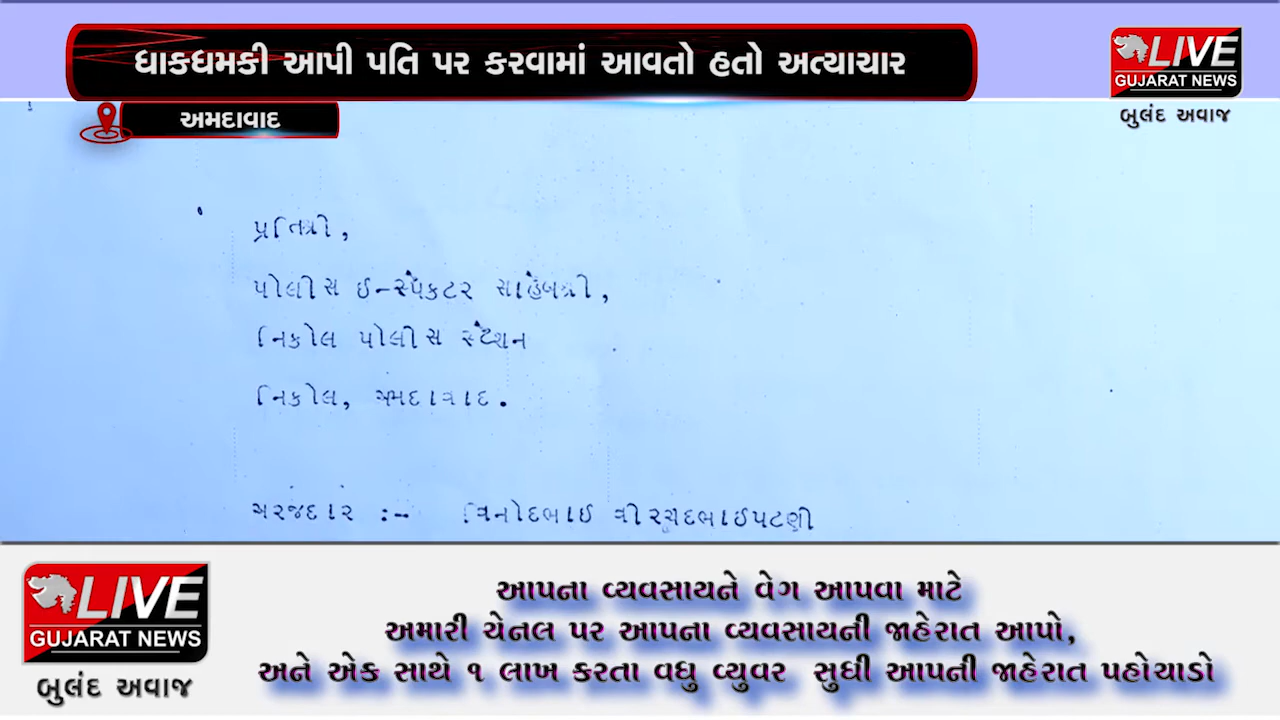 ધાકધમકી આપી પતિ પર કરવામાં આવતો હતો અત્યાચાર
LIVE
GUJARAT NEWS
બુલંદ અવાજ
અમદાવાદ
પ્રતિશ્રી,
પોલીસ ઈન્સ્પેકટર સાહેબશ્રી,
નિકોલ પોલીસ સ્ટેશન
નિકોલ, અમદાવાદ.
અરજદાર :- વિનોદભાઈ વીરચંદભાઈપટણી
LIVE
GUJARAT NEWS
બુલંદ અવાજ
આપના વ્યવસાયને વેગ આપવા માટે
અમારી ચેનલ પર આપના વ્યવસાયની જાહેરાત આપો,
અને એક સાથે ૧ લાખ કરતા વધુ વ્યુવર સુધી આપની જાહેરાત પહોચાડો